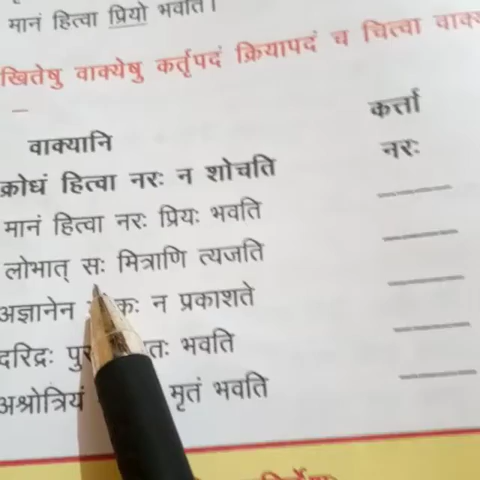 मानं हित्वा प्रियो भवति।
खितेषु वाक्येषु कर्तृपदं क्रियापदं च चित्वा वाक्य
वाक्यानि
कर्त्ता
क्रोधं हित्वा नरः न शोचति
नरः
मानं हित्वा नरः प्रियः भवति
लोभात् सः मित्राणि त्यजति
अज्ञानेन कः न प्रकाशते
दरिद्रः पु तः भवति
अश्रोत्रियं मृतं भवति